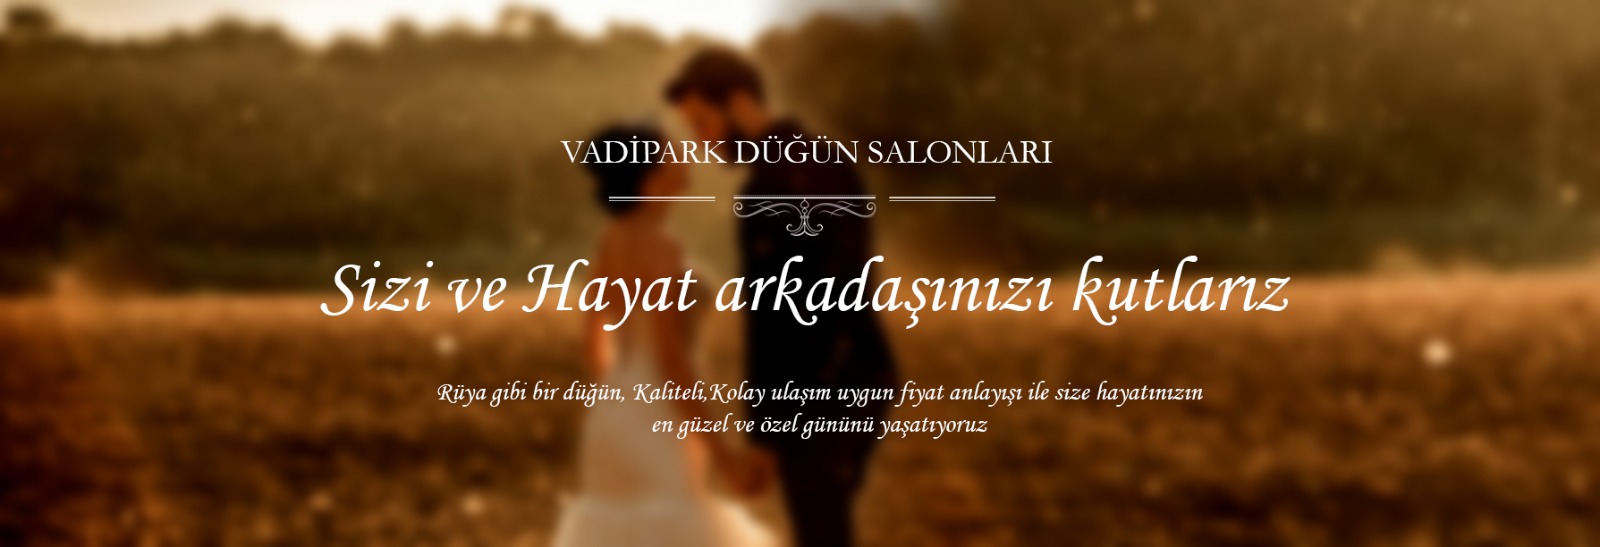 VADİPARK DÜĞÜN SALONLARI
Sizi ve Hayat arkadaşınızı kutlarız
Rüya gibi bir düğün, Kaliteli,Kolay ulaşım uygun fiyat anlayışı ile size hayatınızın
en güzel ve özel gününü yaşatıyoruz